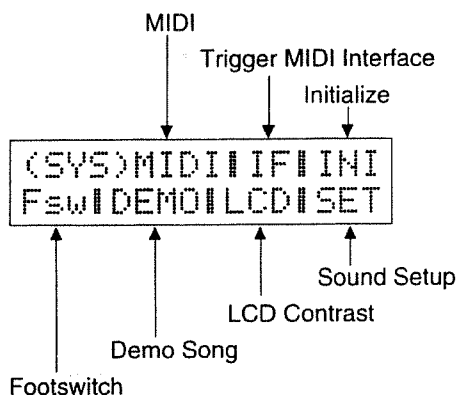 MIDI
Trigger MIDI Interface
Initialize
(SYS)MIDI▮IF▮INI
Fsw▮DEMO▮LCD▮SET
Sound Setup
LCD Contrast
Demo Song
Footswitch